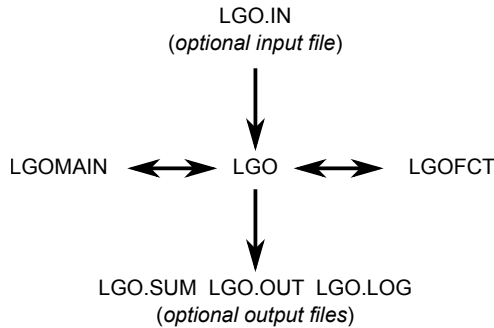 LGO.IN
(optional input file)
LGOMAIN LGO LGOFCT
LGO.SUM LGO.OUT LGO.LOG
(optional output files)